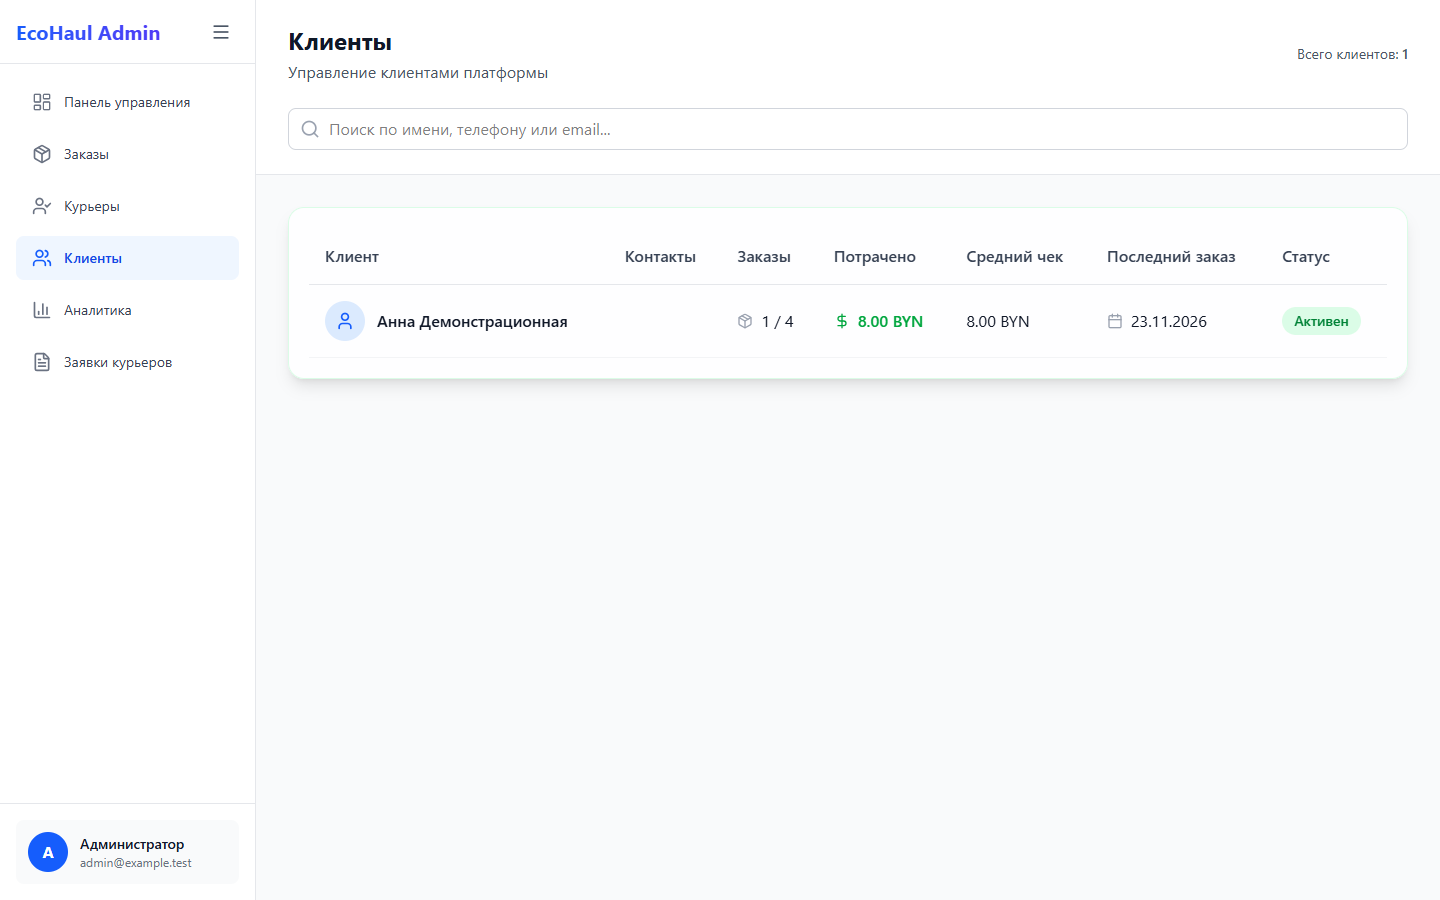 EcoHaul Admin
Панель управления
Заказы
Курьеры
Клиенты
Аналитика
Заявки курьеров
А
Администратор
admin@example.test
Клиенты
Управление клиентами платформы
Всего клиентов: 1
Поиск по имени, телефону или email...
Клиент Контакты Заказы Потрачено Средний чек Последний заказ Статус
Анна Демонстрационная 1 / 4 $ 8.00 BYN 8.00 BYN 23.11.2026 Активен